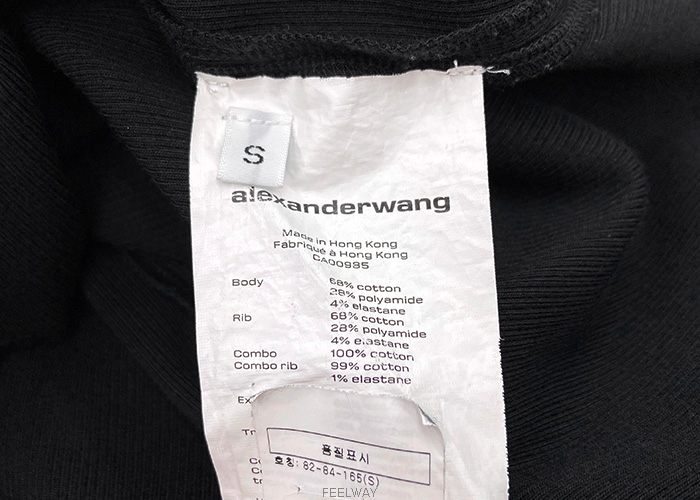 S
alexanderwang
Made in Hong Kong
Fabriqué à Hong Kong
CA00935
Body 68% cotton
28% polyamide
4% elastane
Rib 68% cotton
28% polyamide
4% elastane
Combo 100% cotton
Combo rib 99% cotton
1% elastane
품질표시
호칭: 82-84-165(S)
FEELWAY